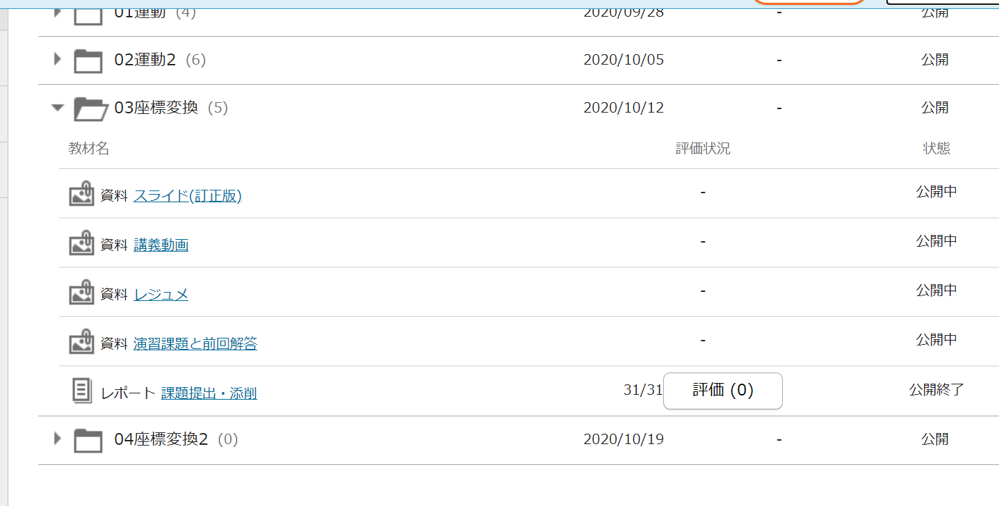 01運動 (4) 2020/09/28 - 公開
02運動2 (6) 2020/10/05 - 公開
03座標変換 (5) 2020/10/12 - 公開
教材名 評価状況 状態
資料 スライド(訂正版) - 公開中
資料 講義動画 - 公開中
資料 レジュメ - 公開中
資料 演習課題と前回解答 - 公開中
レポート 課題提出・添削 31/31 評価 (0) 公開終了
04座標変換2 (0) 2020/10/19 - 公開